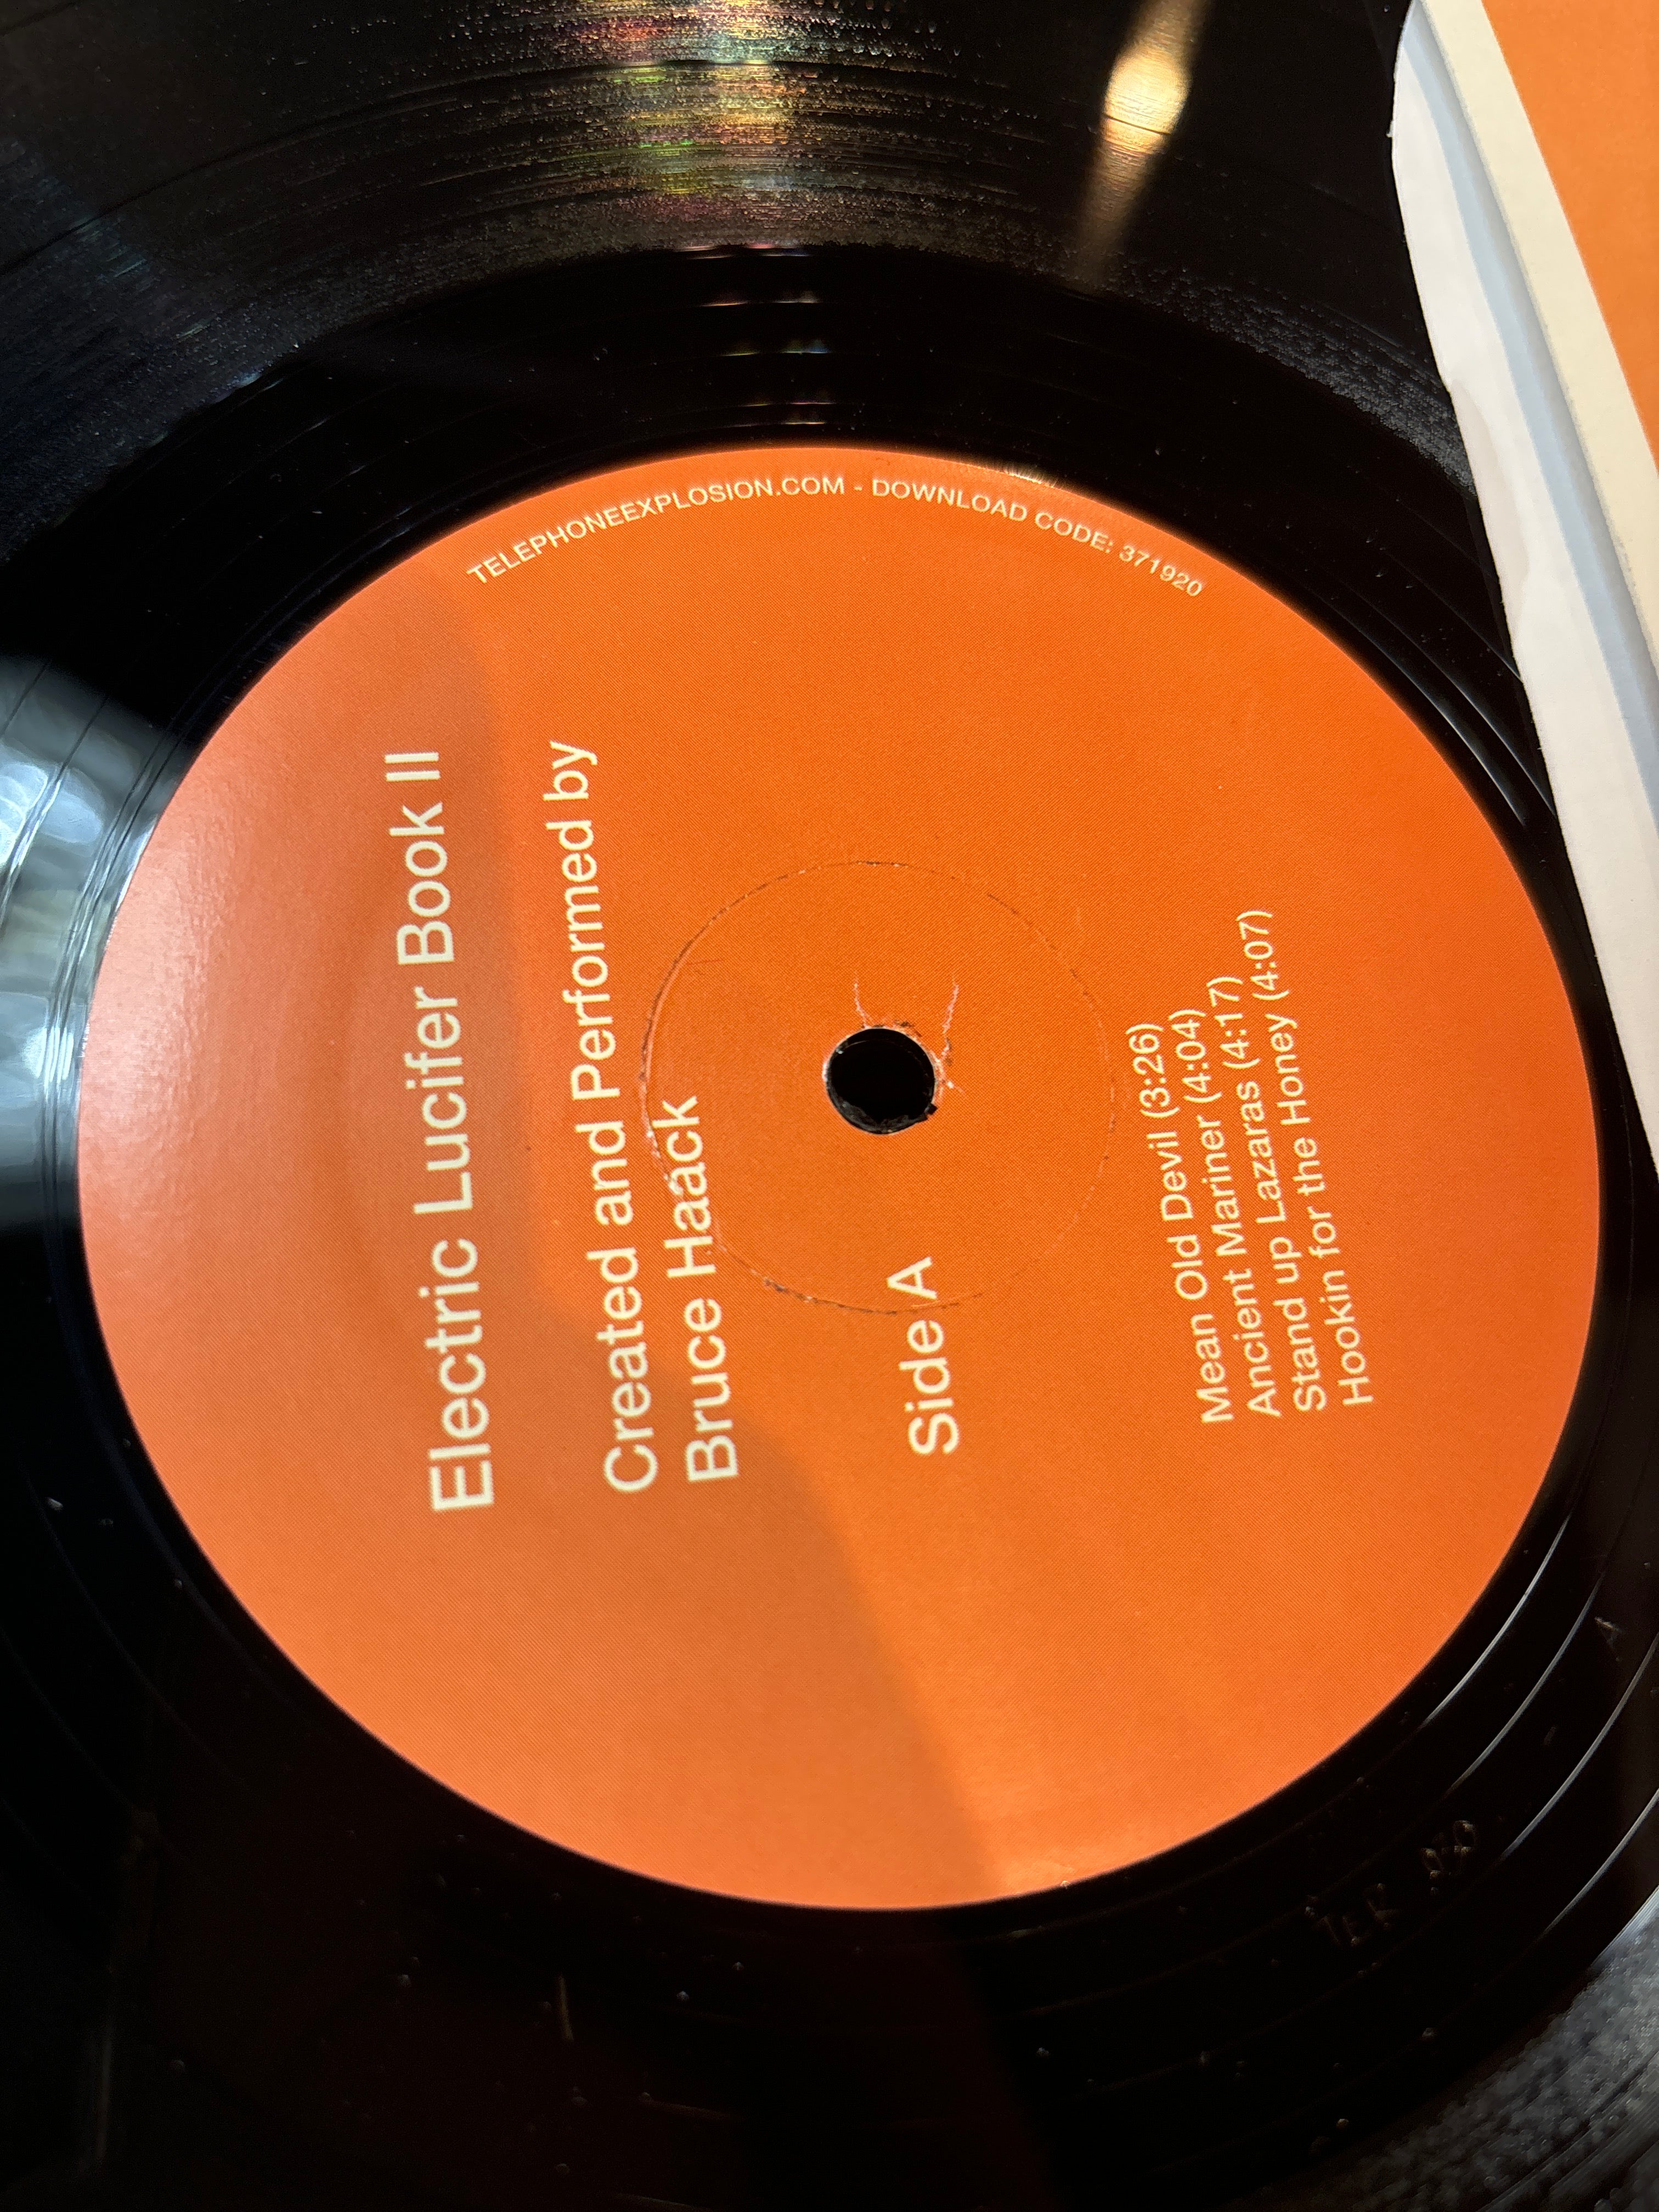 Electric Lucifer Book II
Created and Performed by
Bruce Haack
Side A
Mean Old Devil (3:26)
Ancient Mariner (4:04)
Stand up Lazaras (4:17)
Hookin for the Honey (4:07)
TELEPHONEEXPLOSION.COM - DOWNLOAD CODE: 371920